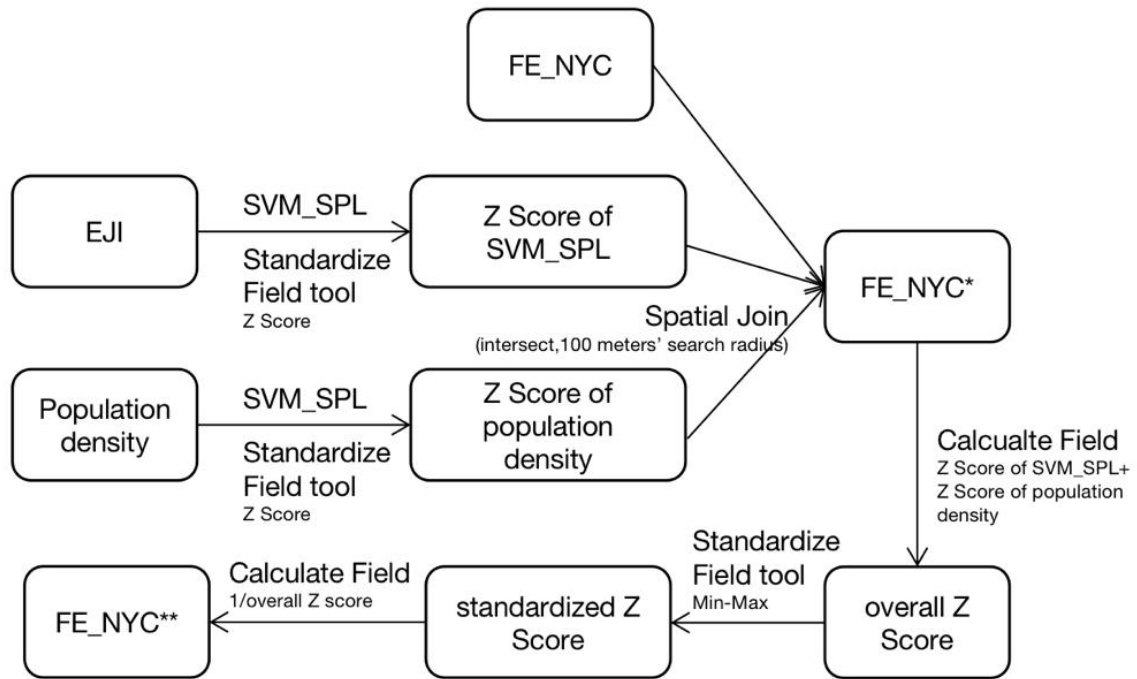 FE_NYC
EJI
SVM_SPL
Standardize
Field tool
Z Score
Z Score of
SVM_SPL
FE_NYC*
Spatial Join
(intersect,100 meters’ search radius)
Population
density
SVM_SPL
Standardize
Field tool
Z Score
Z Score of
population
density
Calcualte Field
Z Score of SVM_SPL+
Z Score of population
density
FE_NYC**
Calculate Field
1/overall Z score
standardized Z
Score
Standardize
Field tool
Min-Max
overall Z
Score